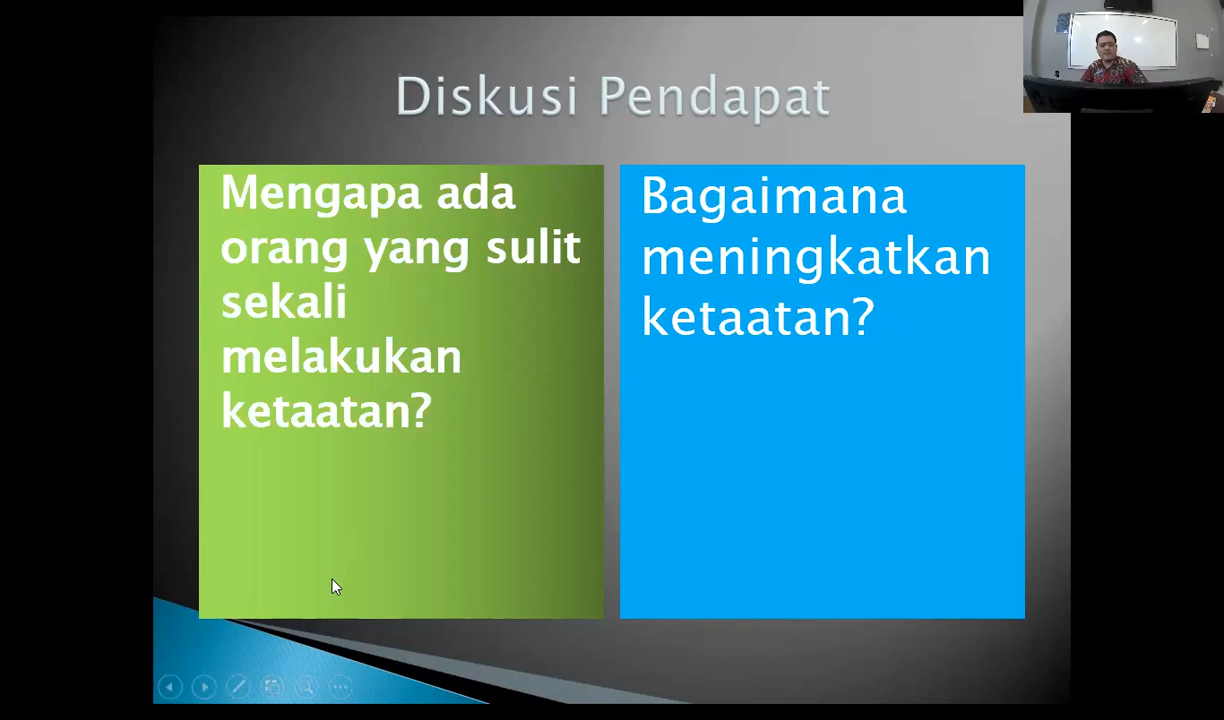 Diskusi Pendapat
Mengapa ada
orang yang sulit
sekali
melakukan
ketaatan?
Bagaimana
meningkatkan
ketaatan?